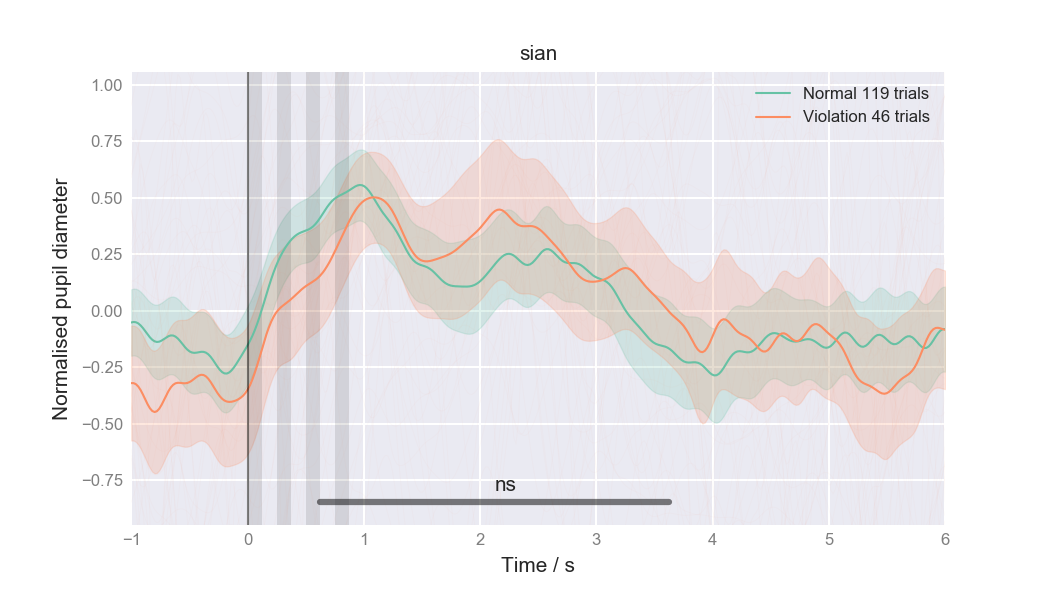 sian
Normal 119 trials
Violation 46 trials
Normalised pupil diameter
1.00
0.75
0.50
0.25
0.00
−0.25
−0.50
−0.75
ns
−1 0 1 2 3 4 5 6
Time / s